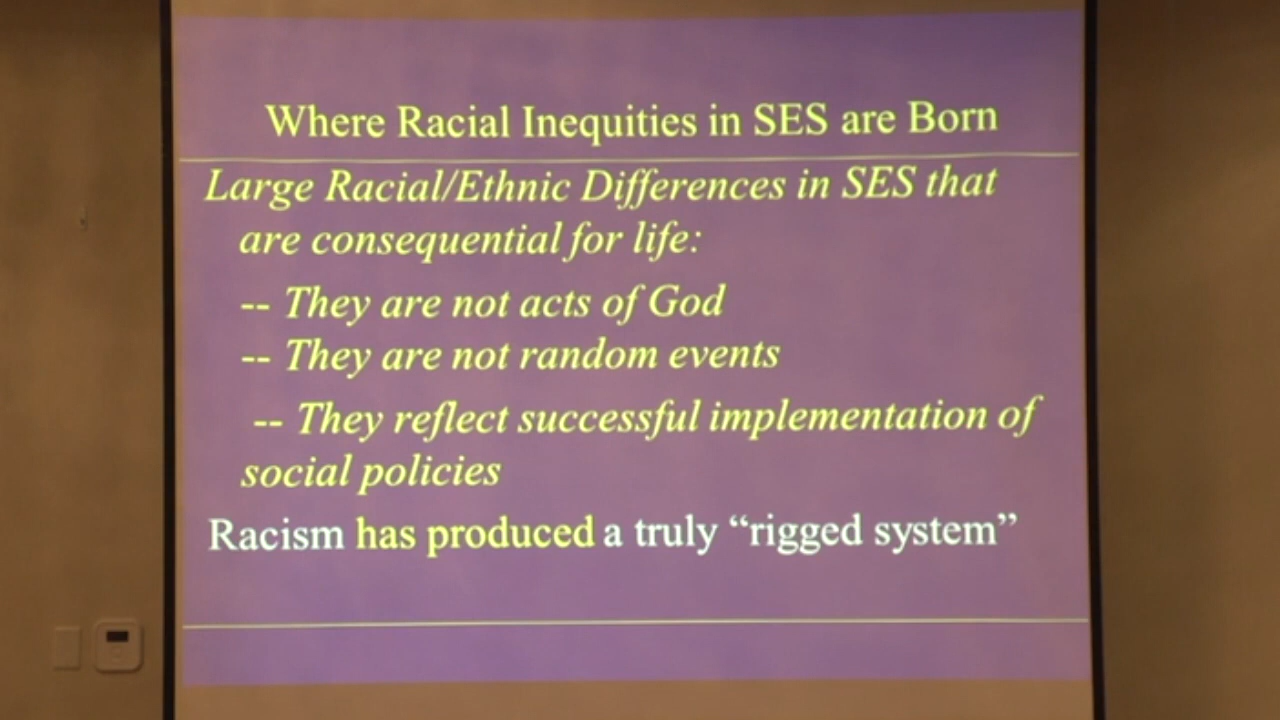 Where Racial Inequities in SES are Born
Large Racial/Ethnic Differences in SES that
are consequential for life:
-- They are not acts of God
-- They are not random events
-- They reflect successful implementation of
social policies
Racism has produced a truly “rigged system”